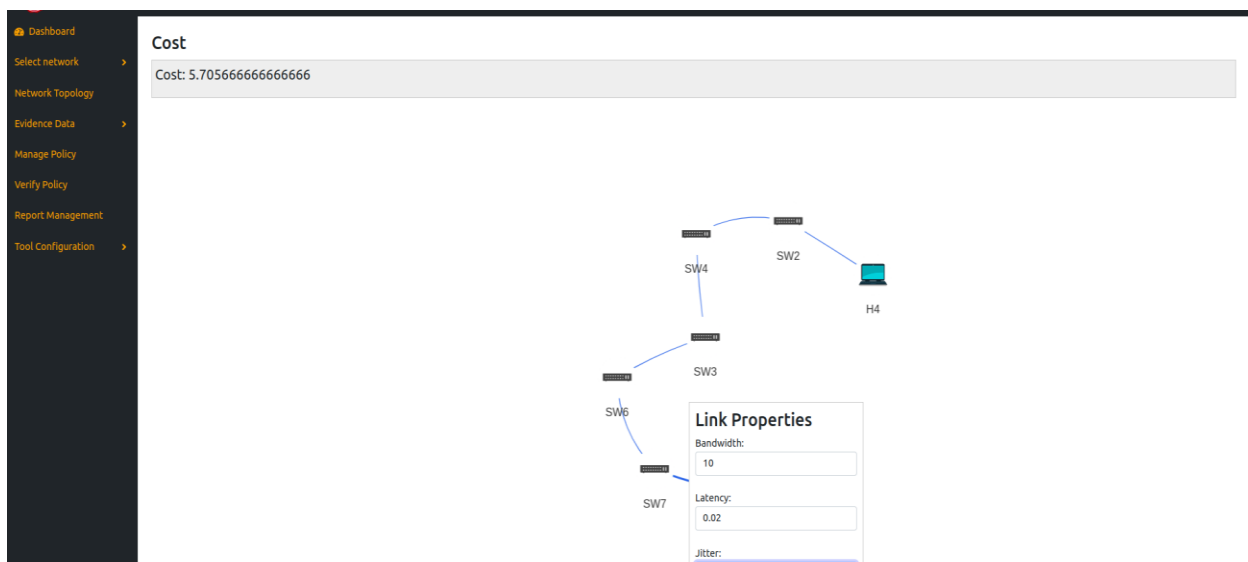 Dashboard
Select network
Network Topology
Evidence Data
Manage Policy
Verify Policy
Report Management
Tool Configuration
Cost
Cost: 5.705666666666666
SW4
SW2
H4
SW3
SW6
SW7
Link Properties
Bandwidth:
10
Latency:
0.02
Jitter: